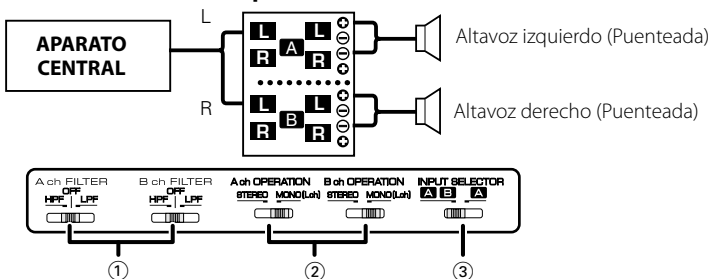 L
APARATO CENTRAL
L L
R A R
Altavoz izquierdo (Puenteada)
R
L L
R B R
Altavoz derecho (Puenteada)
A ch FILTER B ch FILTER A ch OPERATION B ch OPERATION INPUT SELECTOR
OFF OFF STEREO MONO(Lch) STEREO MONO(Lch) A B A
HPF LPF HPF LPF
① ② ③